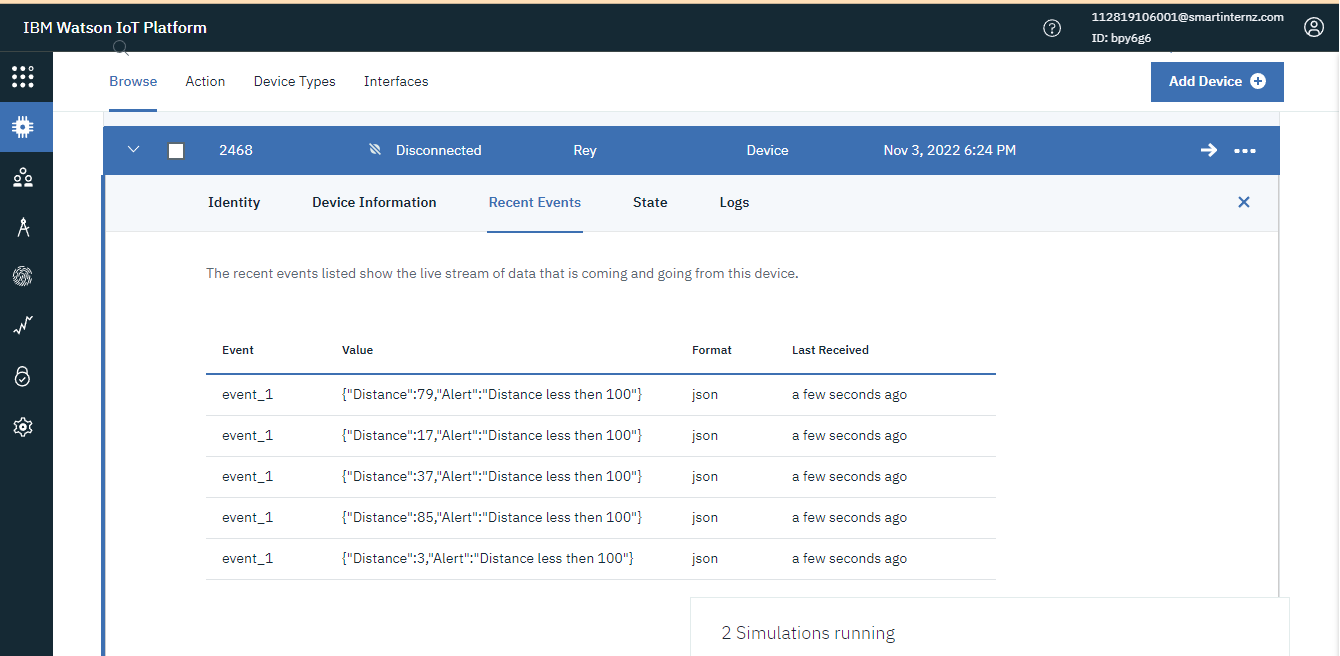 IBM Watson IoT Platform
112819106001@smartinternz.com
ID: bpy6g6
Browse Action Device Types Interfaces
Add Device
2468 Disconnected Rey Device Nov 3, 2022 6:24 PM
Identity Device Information Recent Events State Logs
The recent events listed show the live stream of data that is coming and going from this device.
Event Value Format Last Received
event_1 {"Distance":79,"Alert":"Distance less then 100"} json a few seconds ago
event_1 {"Distance":17,"Alert":"Distance less then 100"} json a few seconds ago
event_1 {"Distance":37,"Alert":"Distance less then 100"} json a few seconds ago
event_1 {"Distance":85,"Alert":"Distance less then 100"} json a few seconds ago
event_1 {"Distance":3,"Alert":"Distance less then 100"} json a few seconds ago
2 Simulations running